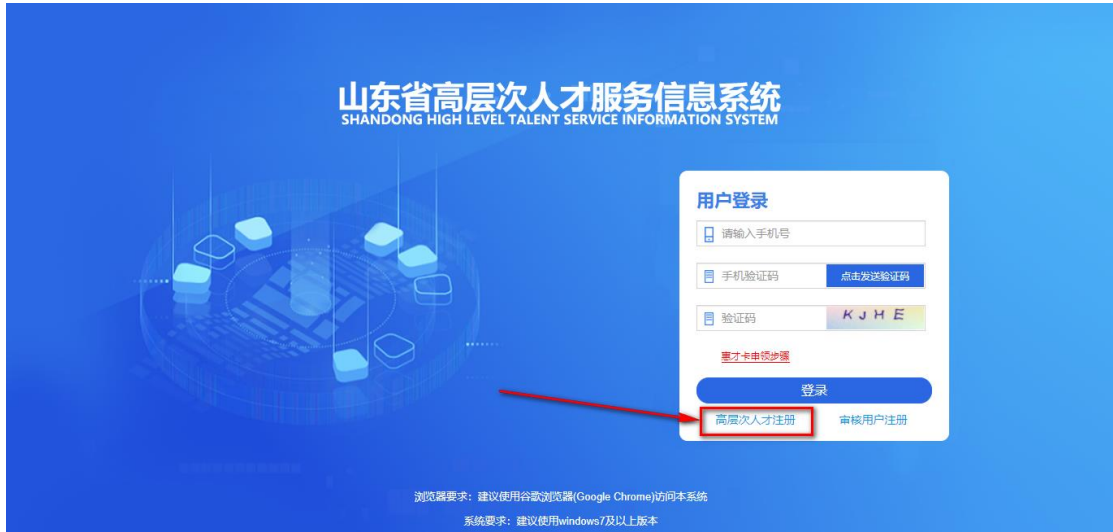 山东省高层次人才服务信息系统
SHANDONG HIGH LEVEL TALENT SERVICE INFORMATION SYSTEM
用户登录
请输入手机号
手机验证码 点击发送验证码
验证码 KJHE
惠才卡申领步骤
登录
高层次人才注册 审核用户注册
浏览器要求：建议使用谷歌浏览器(Google Chrome)访问本系统
系统要求：建议使用windows7及以上版本